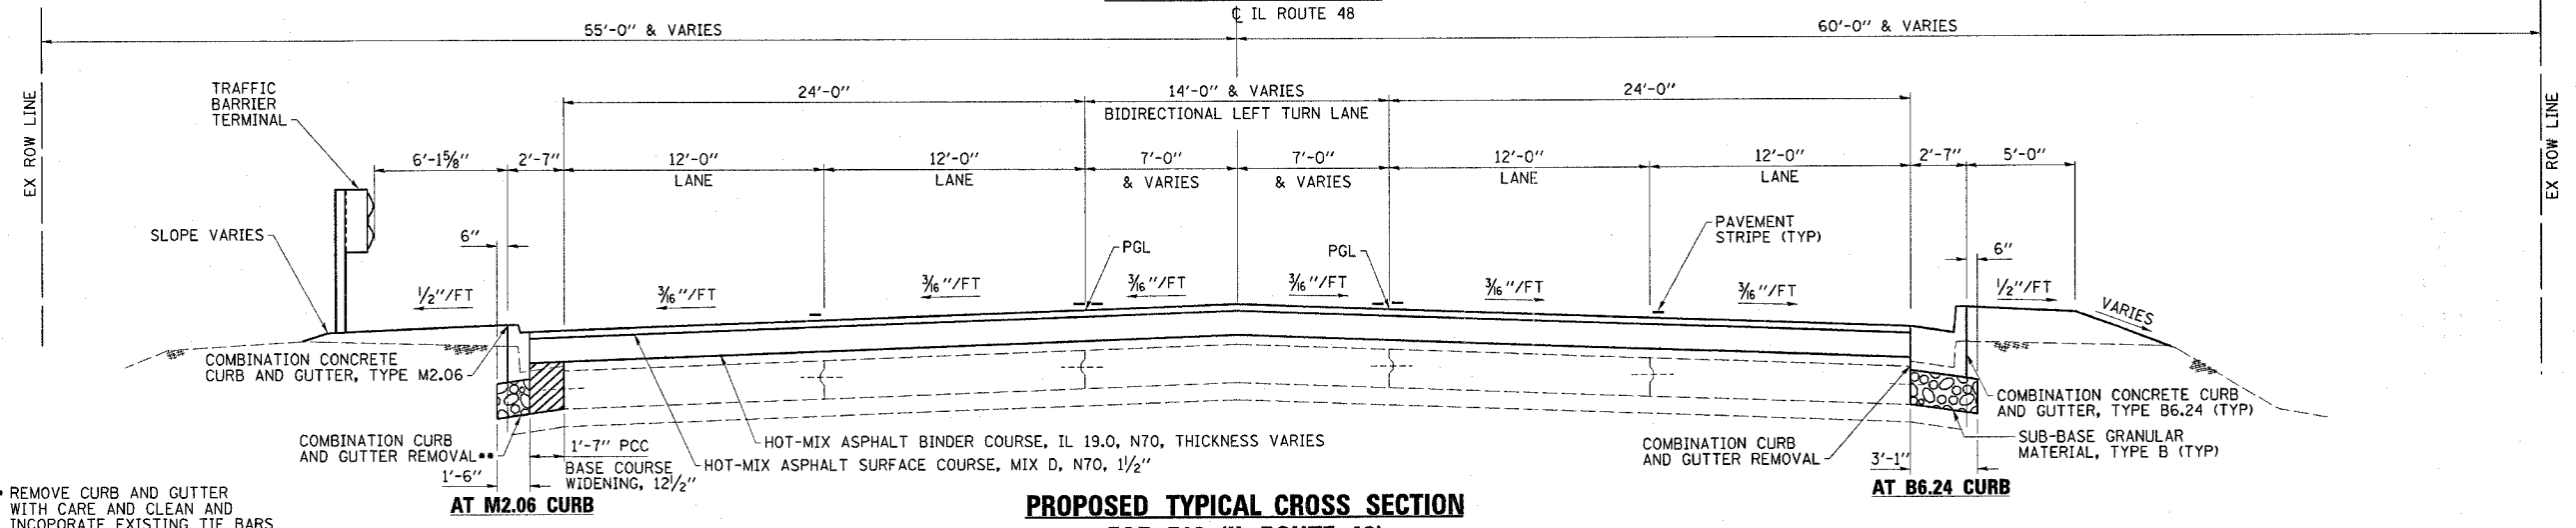 ℄ IL ROUTE 48
55'-0" & VARIES
60'-0" & VARIES
EX ROW LINE
EX ROW LINE
TRAFFIC
BARRIER
TERMINAL
24'-0"
14'-0" & VARIES
24'-0"
BIDIRECTIONAL LEFT TURN LANE
6'-1⅝"
2'-7"
12'-0"
LANE
12'-0"
LANE
7'-0"
& VARIES
7'-0"
& VARIES
12'-0"
LANE
12'-0"
LANE
2'-7"
5'-0"
SLOPE VARIES
6"
PGL
PGL
PAVEMENT
STRIPE (TYP)
6"
1/2"/FT
3/16"/FT
3/16"/FT
3/16"/FT
3/16"/FT
3/16"/FT
3/16"/FT
1/2"/FT
VARIES
COMBINATION CONCRETE
CURB AND GUTTER, TYPE M2.06
COMBINATION CONCRETE CURB
AND GUTTER, TYPE B6.24 (TYP)
COMBINATION CURB
AND GUTTER REMOVAL**
1'-6"
1'-7" PCC
BASE COURSE
WIDENING, 12½"
HOT-MIX ASPHALT BINDER COURSE, IL 19.0, N70, THICKNESS VARIES
HOT-MIX ASPHALT SURFACE COURSE, MIX D, N70, 1½"
COMBINATION CURB
AND GUTTER REMOVAL
3'-1"
SUB-BASE GRANULAR
MATERIAL, TYPE B (TYP)
AT M2.06 CURB
AT B6.24 CURB
REMOVE CURB AND GUTTER
WITH CARE AND CLEAN AND
INCOPORATE EXISTING TIE BARS
PROPOSED TYPICAL CROSS SECTION